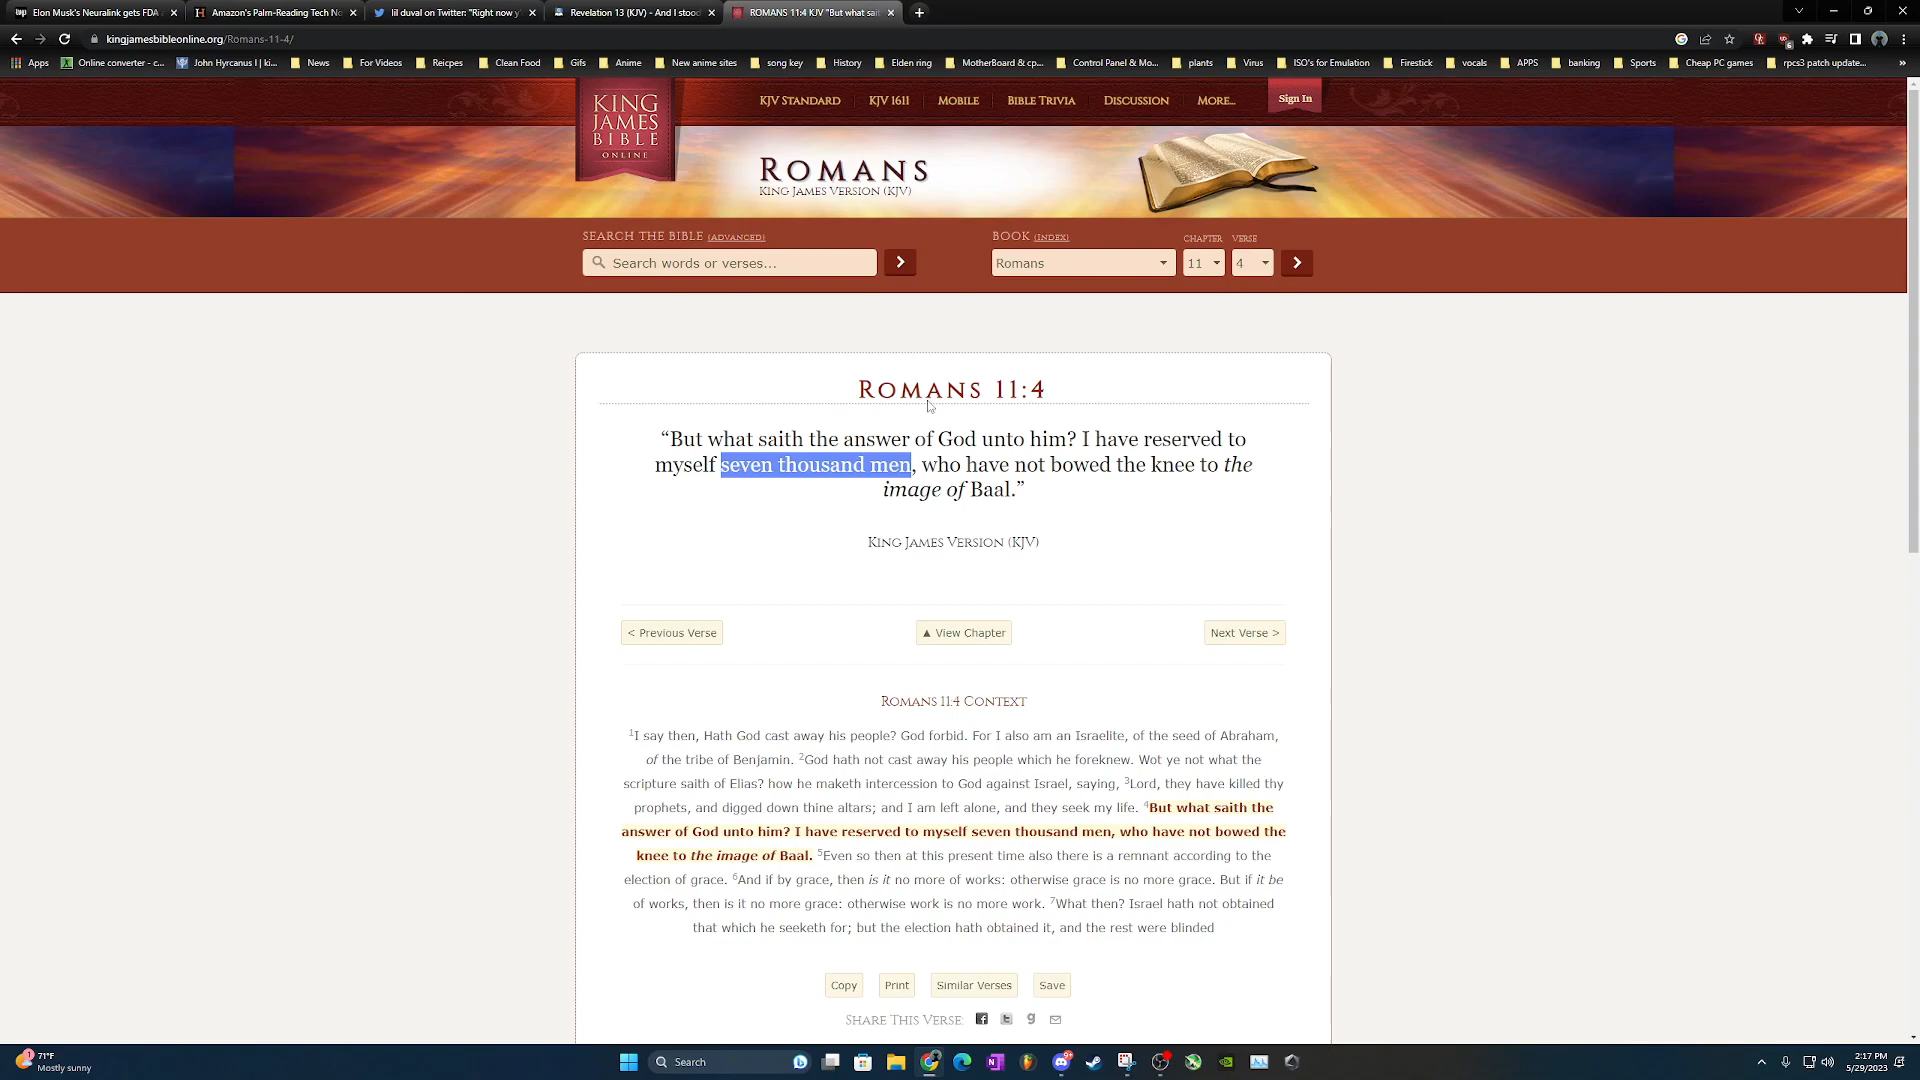 Elon Musk's Neuralink gets FDA a
Amazon's Palm-Reading Tech No
lil duval on Twitter: "Right now y'
Revelation 13 (KJV) - And I stood
ROMANS 11:4 KJV "But what sai
kingjamesbibleonline.org/Romans-11-4/
Apps Online converter - c... John Hyrcanus I | ki... News For Videos Reicpes Clean Food Gifs Anime New anime sites song key History Elden ring MotherBoard & cp... Control Panel & Mo... plants Virus ISO's for Emulation Firestick vocals APPS banking Sports Cheap PC games rpcs3 patch update... »
KING
JAMES
BIBLE
ONLINE
KJV STANDARD KJV 1611 MOBILE BIBLE TRIVIA DISCUSSION MORE... Sign In
ROMANS
KING JAMES VERSION (KJV)
SEARCH THE BIBLE (ADVANCED)
Search words or verses...
BOOK (INDEX) CHAPTER VERSE
Romans 11 4
ROMANS 11:4
“But what saith the answer of God unto him? I have reserved to
myself seven thousand men, who have not bowed the knee to the
image of Baal.”
KING JAMES VERSION (KJV)
< Previous Verse ▲ View Chapter Next Verse >
ROMANS 11:4 CONTEXT
1I say then, Hath God cast away his people? God forbid. For I also am an Israelite, of the seed of Abraham,
of the tribe of Benjamin. 2God hath not cast away his people which he foreknew. Wot ye not what the
scripture saith of Elias? how he maketh intercession to God against Israel, saying, 3Lord, they have killed thy
prophets, and digged down thine altars; and I am left alone, and they seek my life. 4But what saith the
answer of God unto him? I have reserved to myself seven thousand men, who have not bowed the
knee to the image of Baal. 5Even so then at this present time also there is a remnant according to the
election of grace. 6And if by grace, then is it no more of works: otherwise grace is no more grace. But if it be
of works, then is it no more grace: otherwise work is no more work. 7What then? Israel hath not obtained
that which he seeketh for; but the election hath obtained it, and the rest were blinded
Copy Print Similar Verses Save
SHARE THIS VERSE:
71°F
Mostly sunny
Search
2:17 PM
5/29/2023